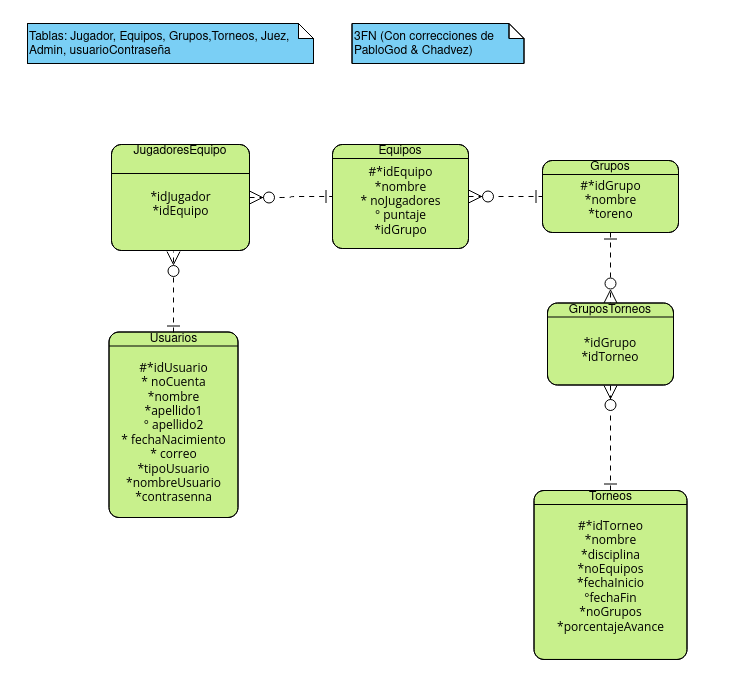 Tablas: Jugador, Equipos, Grupos,Torneos, Juez,
Admin, usuarioContraseña
3FN (Con correcciones de
PabloGod & Chadvez)
JugadoresEquipo
*idJugador
*idEquipo
Equipos
#*idEquipo
*nombre
* noJugadores
° puntaje
*idGrupo
Grupos
#*idGrupo
*nombre
*toreno
GruposTorneos
*idGrupo
*idTorneo
Usuarios
#*idUsuario
* noCuenta
*nombre
*apellido1
° apellido2
* fechaNacimiento
* correo
*tipoUsuario
*nombreUsuario
*contrasenna
Torneos
#*idTorneo
*nombre
*disciplina
*noEquipos
*fechaInicio
°fechaFin
*noGrupos
*porcentajeAvance